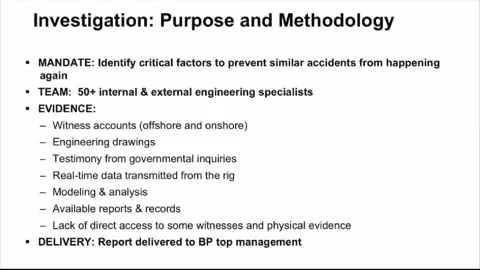 Investigation: Purpose and Methodology
▪ MANDATE: Identify critical factors to prevent similar accidents from happening
again
▪ TEAM: 50+ internal & external engineering specialists
▪ EVIDENCE:
– Witness accounts (offshore and onshore)
– Engineering drawings
– Testimony from governmental inquiries
– Real-time data transmitted from the rig
– Modeling & analysis
– Available reports & records
– Lack of direct access to some witnesses and physical evidence
▪ DELIVERY: Report delivered to BP top management